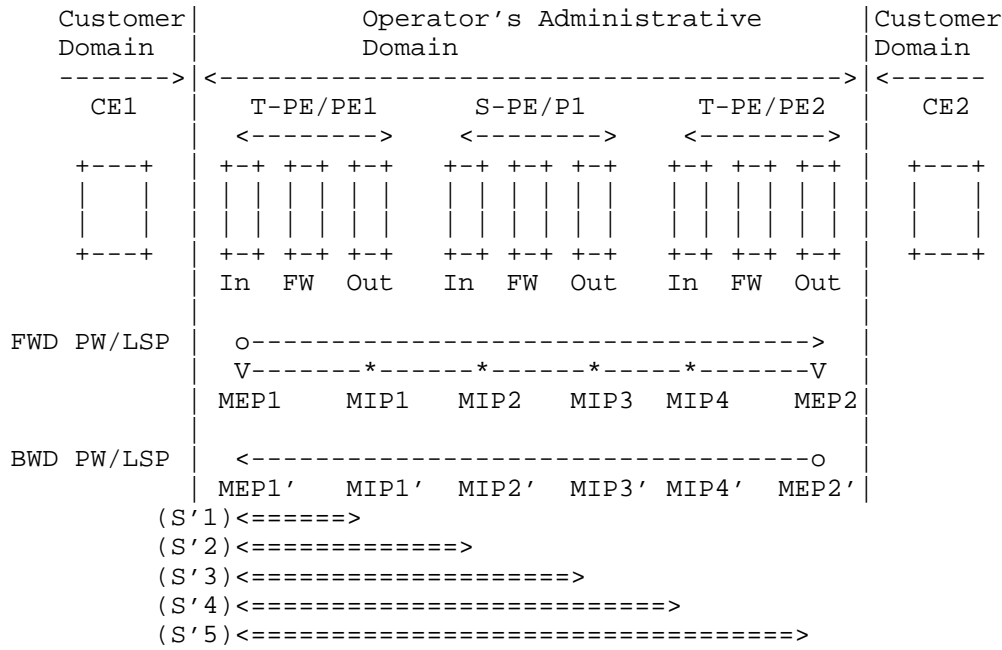 Customer|          Operator’s Administrative      |Customer
   Domain  |          Domain                         |Domain
   ------->|<--------------------------------------->|<------
     CE1   |   T-PE/PE1       S-PE/P1       T-PE/PE2 |   CE2
           |  <-------->    <-------->    <--------> |
    +---+  | +-+ +-+ +-+   +-+ +-+ +-+   +-+ +-+ +-+ |  +---+
    |   |  | | | | | | |   | | | | | |   | | | | | | |  |   |
    |   |  | | | | | | |   | | | | | |   | | | | | | |  |   |
    +---+  | +-+ +-+ +-+   +-+ +-+ +-+   +-+ +-+ +-+ |  +---+
           | In  FW  Out   In  FW  Out   In  FW  Out |
           |                                         |
FWD PW/LSP |  o----------------------------------->  |
           |  V-------*------*------*-----*-------V  |
           | MEP1    MIP1   MIP2   MIP3  MIP4    MEP2|
           |                                         |
BWD PW/LSP |  <-----------------------------------o  |
           | MEP1’   MIP1’  MIP2’  MIP3’ MIP4’  MEP2’|
         (S’1)<======>
         (S’2)<=============>
         (S’3)<====================>
         (S’4)<==========================>
         (S’5)<==================================>